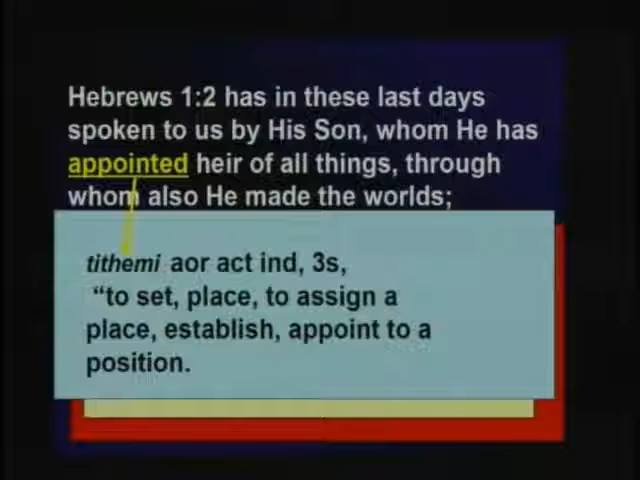 Hebrews 1:2 has in these last days
spoken to us by His Son, whom He has
appointed heir of all things, through
whom also He made the worlds;
tithemi aor act ind, 3s,
“to set, place, to assign a
place, establish, appoint to a
position.